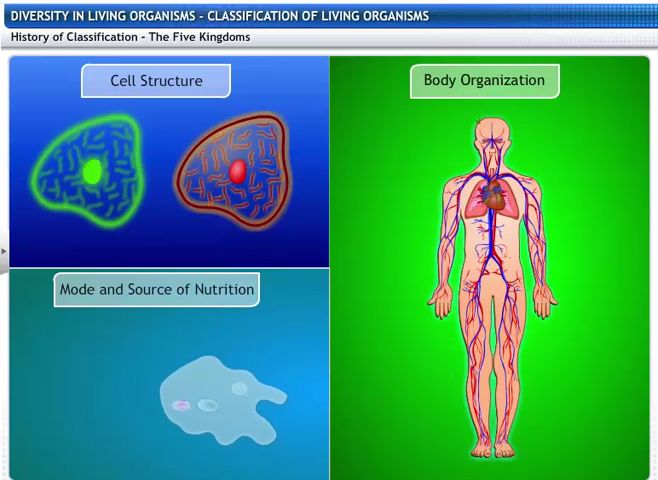 DIVERSITY IN LIVING ORGANISMS - CLASSIFICATION OF LIVING ORGANISMS
History of Classification - The Five Kingdoms
Cell Structure
Body Organization
Mode and Source of Nutrition